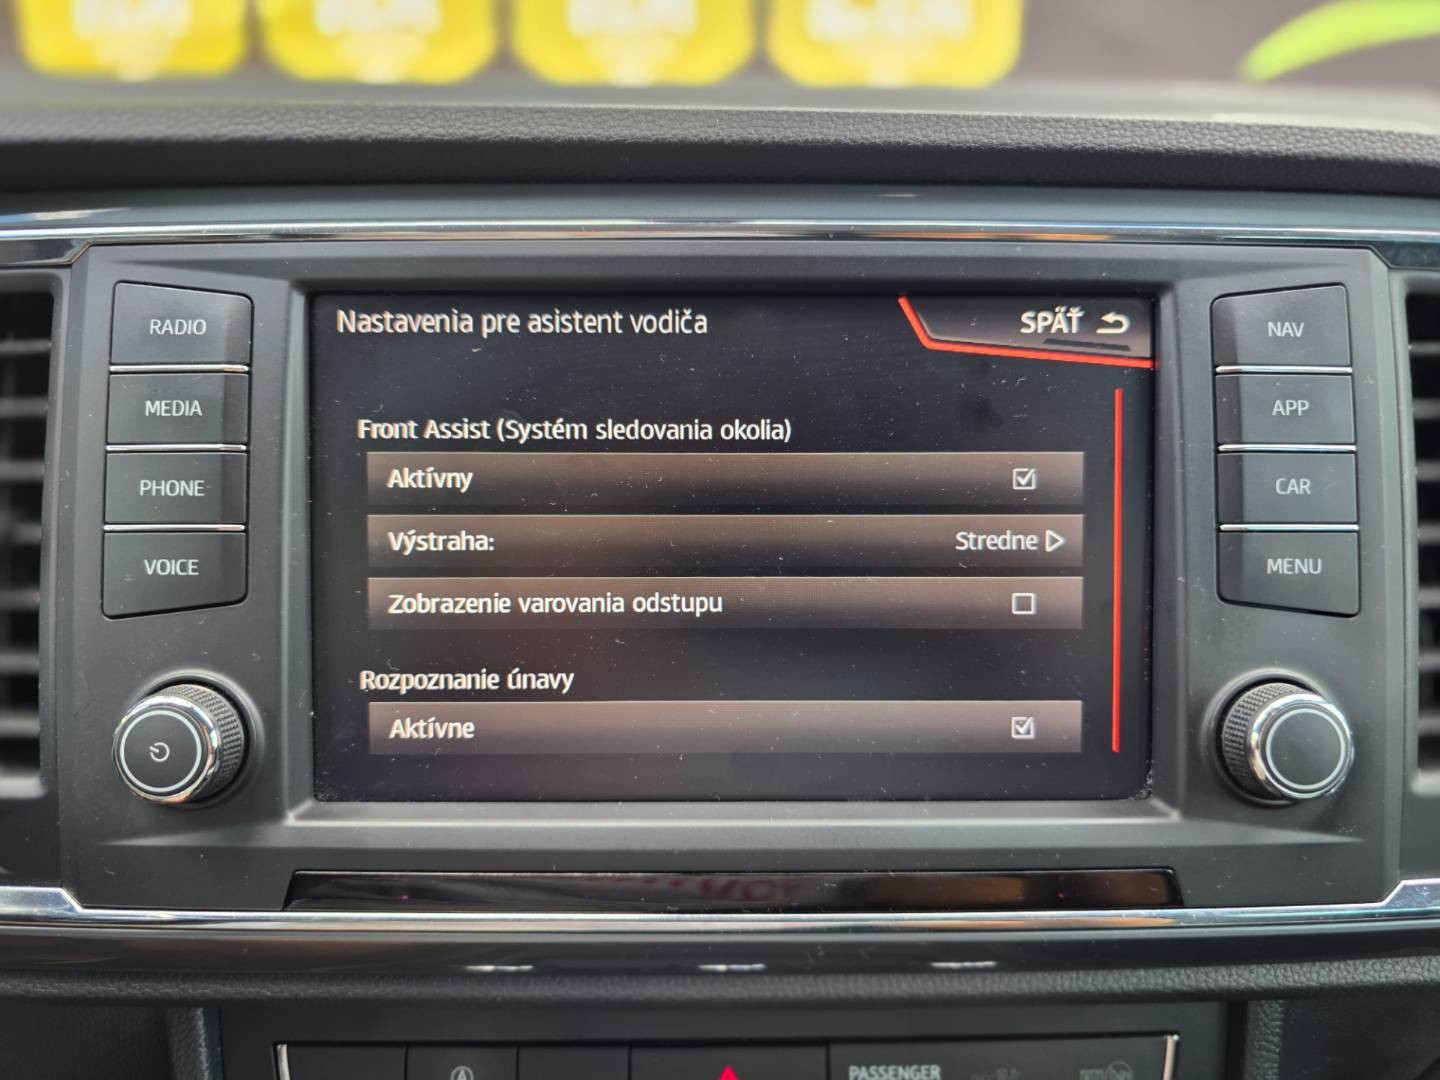 Nastavenia pre asistent vodiča
SPÄŤ
RADIO
MEDIA
PHONE
VOICE
Front Assist (Systém sledovania okolia)
Aktívny
Výstraha: Stredne
Zobrazenie varovania odstupu
Rozpoznanie únavy
Aktívne
NAV
APP
CAR
MENU
PASSENGER